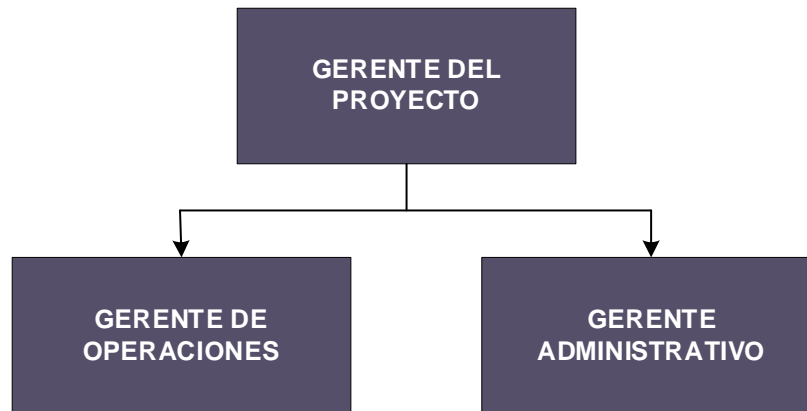 GERENTE DEL
PROYECTO
GERENTE DE
OPERACIONES
GERENTE
ADMINISTRATIVO